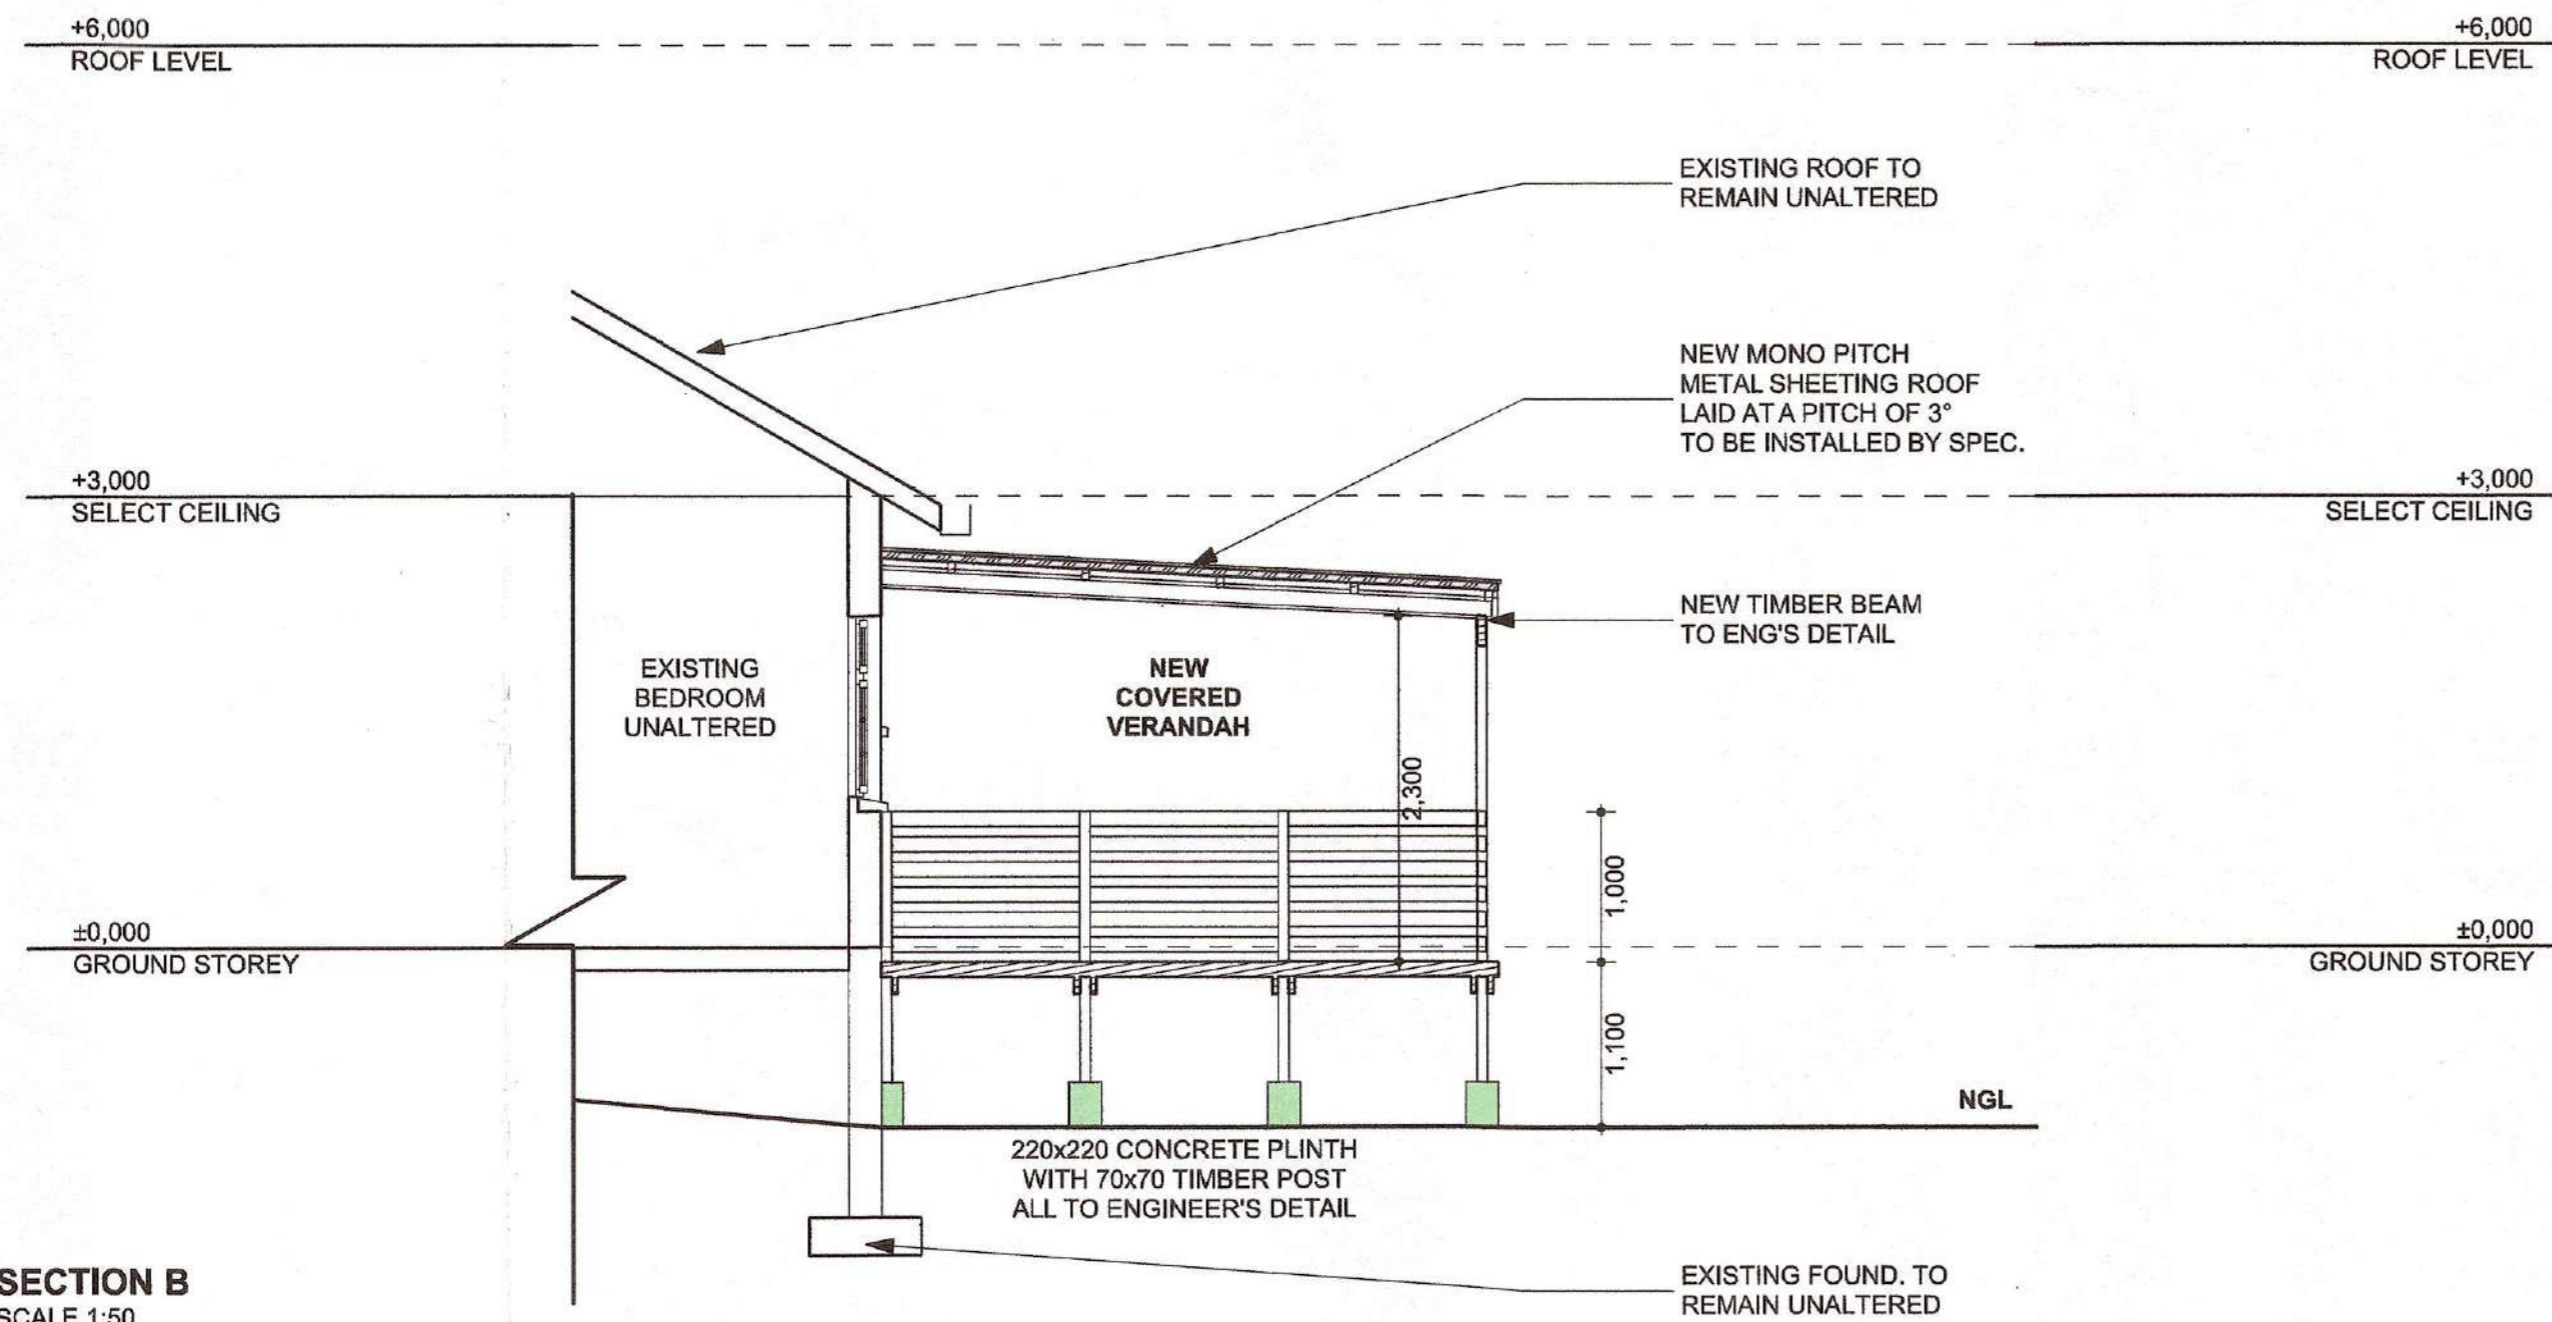 +6,000
ROOF LEVEL
+6,000
ROOF LEVEL
EXISTING ROOF TO
REMAIN UNALTERED
NEW MONO PITCH
METAL SHEETING ROOF
LAID AT A PITCH OF 3°
TO BE INSTALLED BY SPEC.
+3,000
SELECT CEILING
+3,000
SELECT CEILING
NEW TIMBER BEAM
TO ENG'S DETAIL
EXISTING
BEDROOM
UNALTERED
NEW
COVERED
VERANDAH
2,300
1,000
±0,000
GROUND STOREY
±0,000
GROUND STOREY
1,100
NGL
220x220 CONCRETE PLINTH
WITH 70x70 TIMBER POST
ALL TO ENGINEER'S DETAIL
EXISTING FOUND. TO
REMAIN UNALTERED
SECTION B
SCALE 1:50